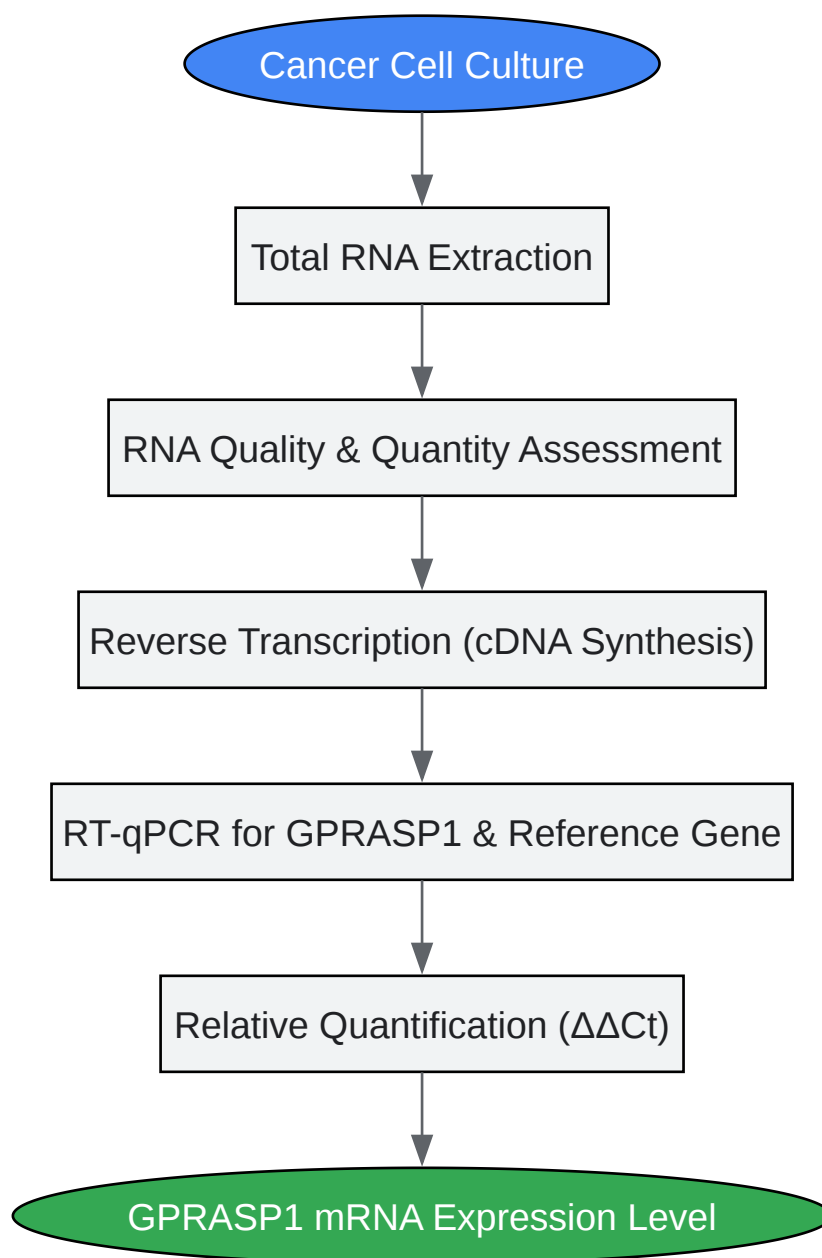 Cancer Cell Culture
Total RNA Extraction
RNA Quality & Quantity Assessment
Reverse Transcription (cDNA Synthesis)
RT-qPCR for GPRASP1 & Reference Gene
Relative Quantification (ΔΔCt)
GPRASP1 mRNA Expression Level